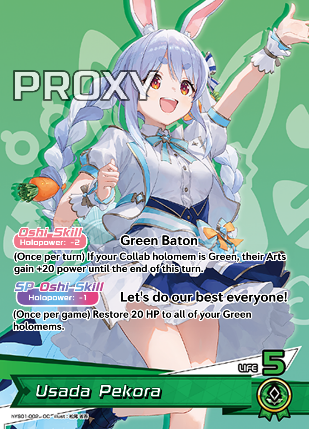 PROXY
Oshi Skill
Holopower: -2
Green Baton
(Once per turn) If your Collab holomem is Green, their Arts
gain +20 power until the end of this turn.
SP Oshi Skill
Holopower: -1
Let's do our best everyone!
(Once per game) Restore 20 HP to all of your Green
holomems.
LIFE 5
Usada Pekora